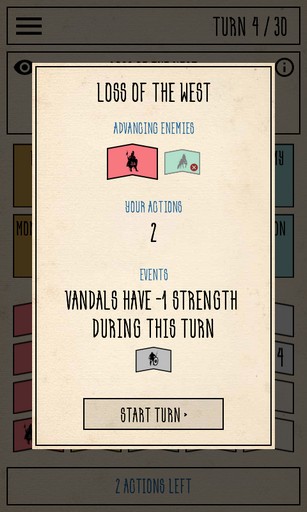 TURN 4 / 30
LOSS OF THE WEST
ADVANCING ENEMIES
YOUR ACTIONS
2
EVENTS
VANDALS HAVE -1 STRENGTH
DURING THIS TURN
START TURN >
4
2 ACTIONS LEFT